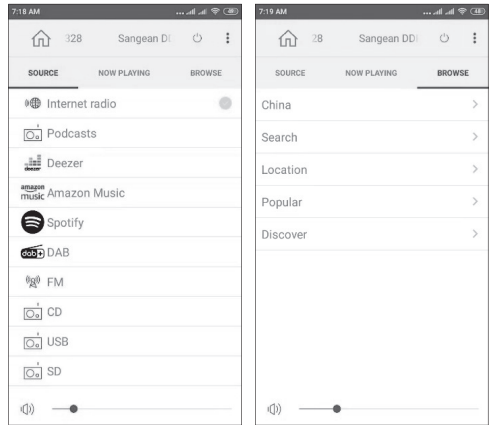 7:18 AM
49
328 Sangean D
SOURCE NOW PLAYING BROWSE
Internet radio
Podcasts
deezer Deezer
amazon music Amazon Music
Spotify
dab+ DAB
FM
CD
USB
SD
7:19 AM
28 Sangean DD
SOURCE NOW PLAYING BROWSE
China
Search
Location
Popular
Discover